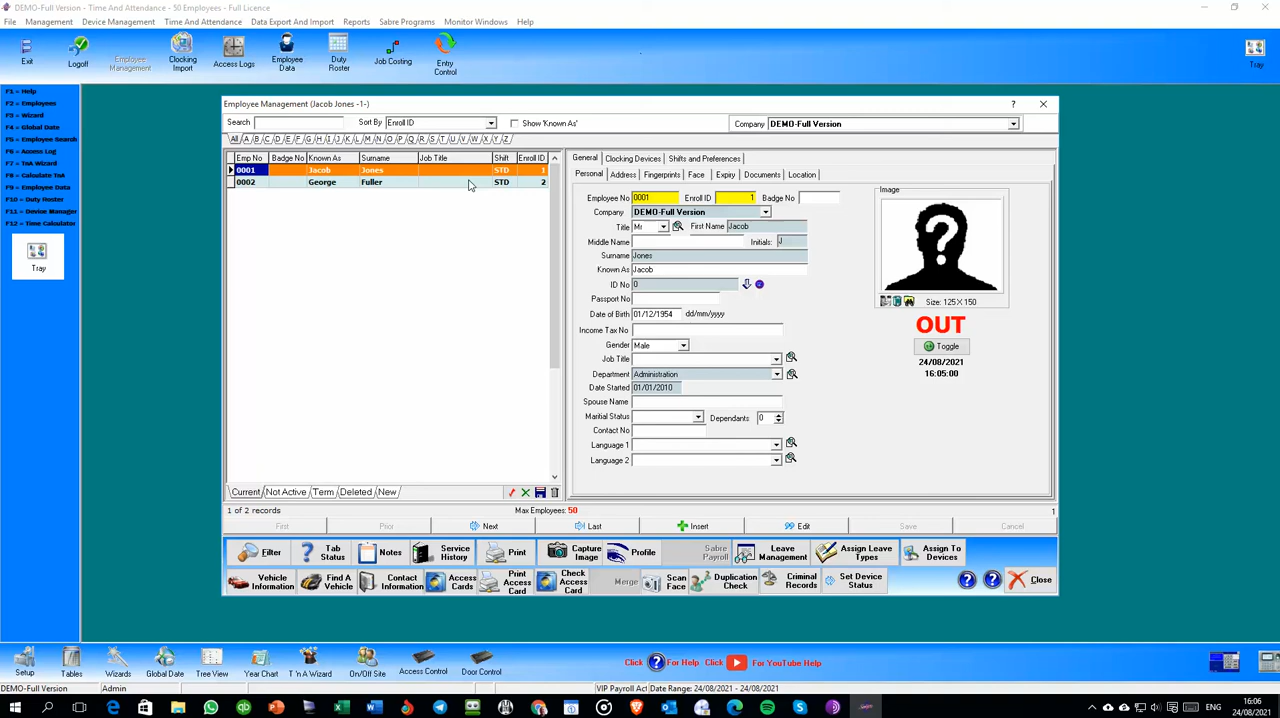 DEMO-Full Version - Time And Attendance - 50 Employees - Full Licence
File Management Device Management Time And Attendance Data Export And Import Reports Sabre Programs Monitor Windows Help
Exit Logoff Employee Management Clocking Import Access Logs Employee Data Duty Roster Job Costing Entry Control Tray
F1 = Help
F2 = Employees
F3 = Wizard
F4 = Global Date
F5 = Employee Search
F6 = Access Log
F7 = TnA Wizard
F8 = Calculate TnA
F9 = Employee Data
F10 = Duty Roster
F11 = Device Manager
F12 = Time Calculator
Tray
Employee Management (Jacob Jones -1-)
Search Sort By Enroll ID Show 'Known As' Company DEMO-Full Version
All A B C D E F G H I J K L M N O P Q R S T U V W X Y Z
Emp No Badge No Known As Surname Job Title Shift Enroll ID
0001 Jacob Jones STD 1
0002 George Fuller STD 2
General Clocking Devices Shifts and Preferences
Personal Address Fingerprints Face Expiy Documents Location
Employee No 0001 Enroll ID 1 Badge No
Company DEMO-Full Version
Title Mr First Name Jacob
Middle Name Initials: J
Surname Jones
Known As Jacob
ID No 0
Passport No
Date of Birth 01/12/1954 dd/mm/yyyy
Income Tax No
Gender Male
Job Title
Department Administration
Date Started 01/01/2010
Spouse Name
Maritial Status Dependants 0
Contact No
Language 1
Language 2
Image
Size: 125 X 150
OUT
Toggle
24/08/2021
16:05:00
Current Not Active Term Deleted New
1 of 2 records Max Employees: 50 1
First Prior Next Last Insert Edit Save Cancel
Filter Tab Status Notes Service History Print Capture Image Profile Sabre Payroll Leave Management Assign Leave Types Assign To Devices
Vehicle Information Find A Vehicle Contact Information Access Cards Print Access Card Check Access Card Merge Scan Face Duplication Check Criminal Records Set Device Status Close
Setup Tables Wizards Global Date Tree View Year Chart T'nA Wizard On/Off Site Access Control Door Control
Click For Help Click For YouTube Help
DEMO-Full Version Admin VIP Payroll Act Date Range: 24/08/2021 - 24/08/2021
ENG 16:06
24/08/2021